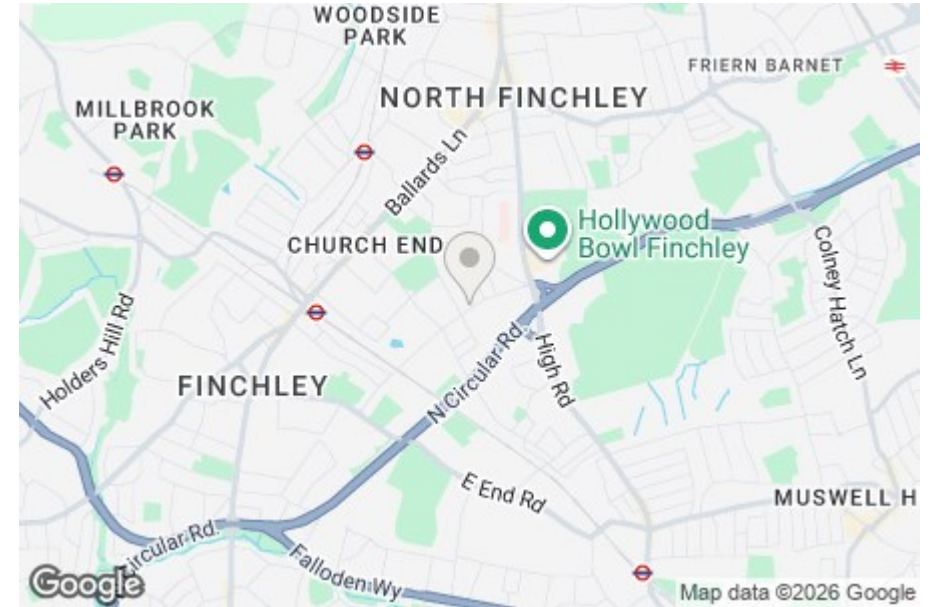 WOODSIDE
PARK
FRIERN BARNET
NORTH FINCHLEY
MILLBROOK
PARK
Ballards Ln
Hollywood
Bowl Finchley
CHURCH END
Colney Hatch Ln
Holders Hill Rd
N Circular Rd
High Rd
FINCHLEY
E End Rd
MUSWELL H
Circular Rd
Falloden Wy
Google
Map data ©2026 Google